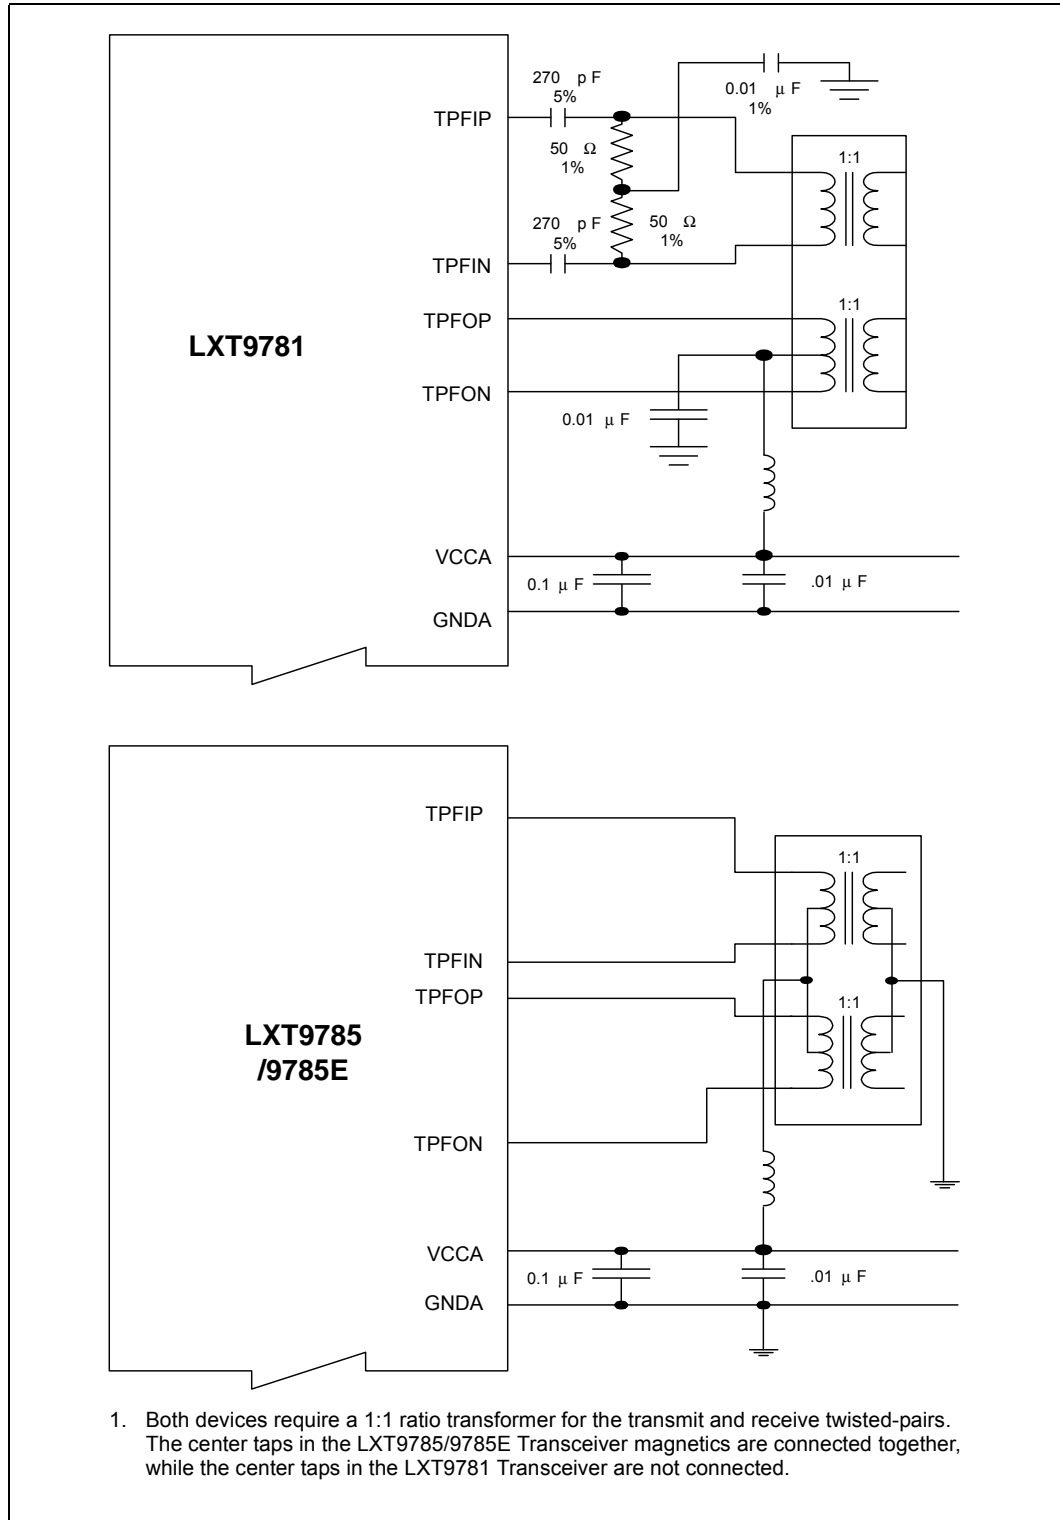 270 pF
5%
0.01 μF
1%
TPFIP
50 Ω
1%
1:1
270 pF
5%
50 Ω
1%
TPFIN
TPFOP
1:1
LXT9781
TPFON
0.01 μF
VCCA
0.1 μF
.01 μF
GNDA
TPFIP
1:1
TPFIN
TPFOP
1:1
LXT9785
/9785E
TPFON
VCCA
0.1 μF
.01 μF
GNDA
1. Both devices require a 1:1 ratio transformer for the transmit and receive twisted-pairs.
The center taps in the LXT9785/9785E Transceiver magnetics are connected together,
while the center taps in the LXT9781 Transceiver are not connected.